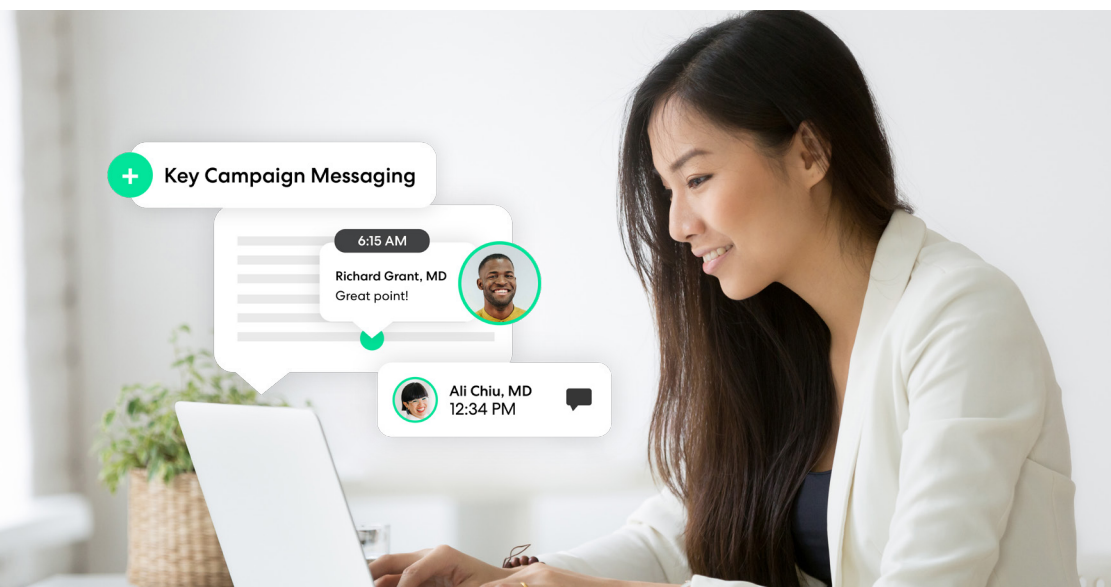 Key Campaign Messaging
6:15 AM
Richard Grant, MD
Great point!
Ali Chiu, MD
12:34 PM